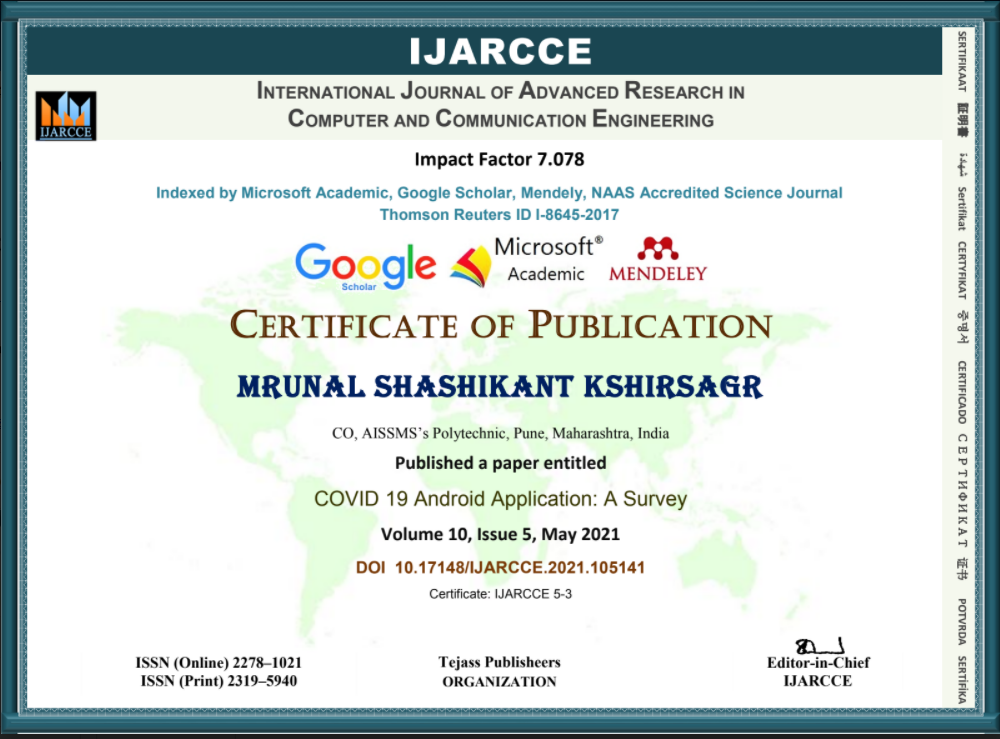 IJARCCE
INTERNATIONAL JOURNAL OF ADVANCED RESEARCH IN
COMPUTER AND COMMUNICATION ENGINEERING
IJARCCE
Impact Factor 7.078
Indexed by Microsoft Academic, Google Scholar, Mendely, NAAS Accredited Science Journal
Thomson Reuters ID I-8645-2017
Google
Scholar
Microsoft®
Academic
MENDELEY
CERTIFICATE OF PUBLICATION
MRUNAL SHASHIKANT KSHIRSAGR
CO, AISSMS's Polytechnic, Pune, Maharashtra, India
Published a paper entitled
COVID 19 Android Application: A Survey
Volume 10, Issue 5, May 2021
DOI 10.17148/IJARCCE.2021.105141
Certificate: IJARCCE 5-3
ISSN (Online) 2278–1021
ISSN (Print) 2319–5940
Tejass Publisheers
ORGANIZATION
Editor-in-Chief
IJARCCE
SERTIFIKAAT 証明書 شهادة Sertifikat CERTYFIKAT 증명서 CERTIFICADO СЕРТИФИКАТ 证书 POTVRDA SERTİFİKA